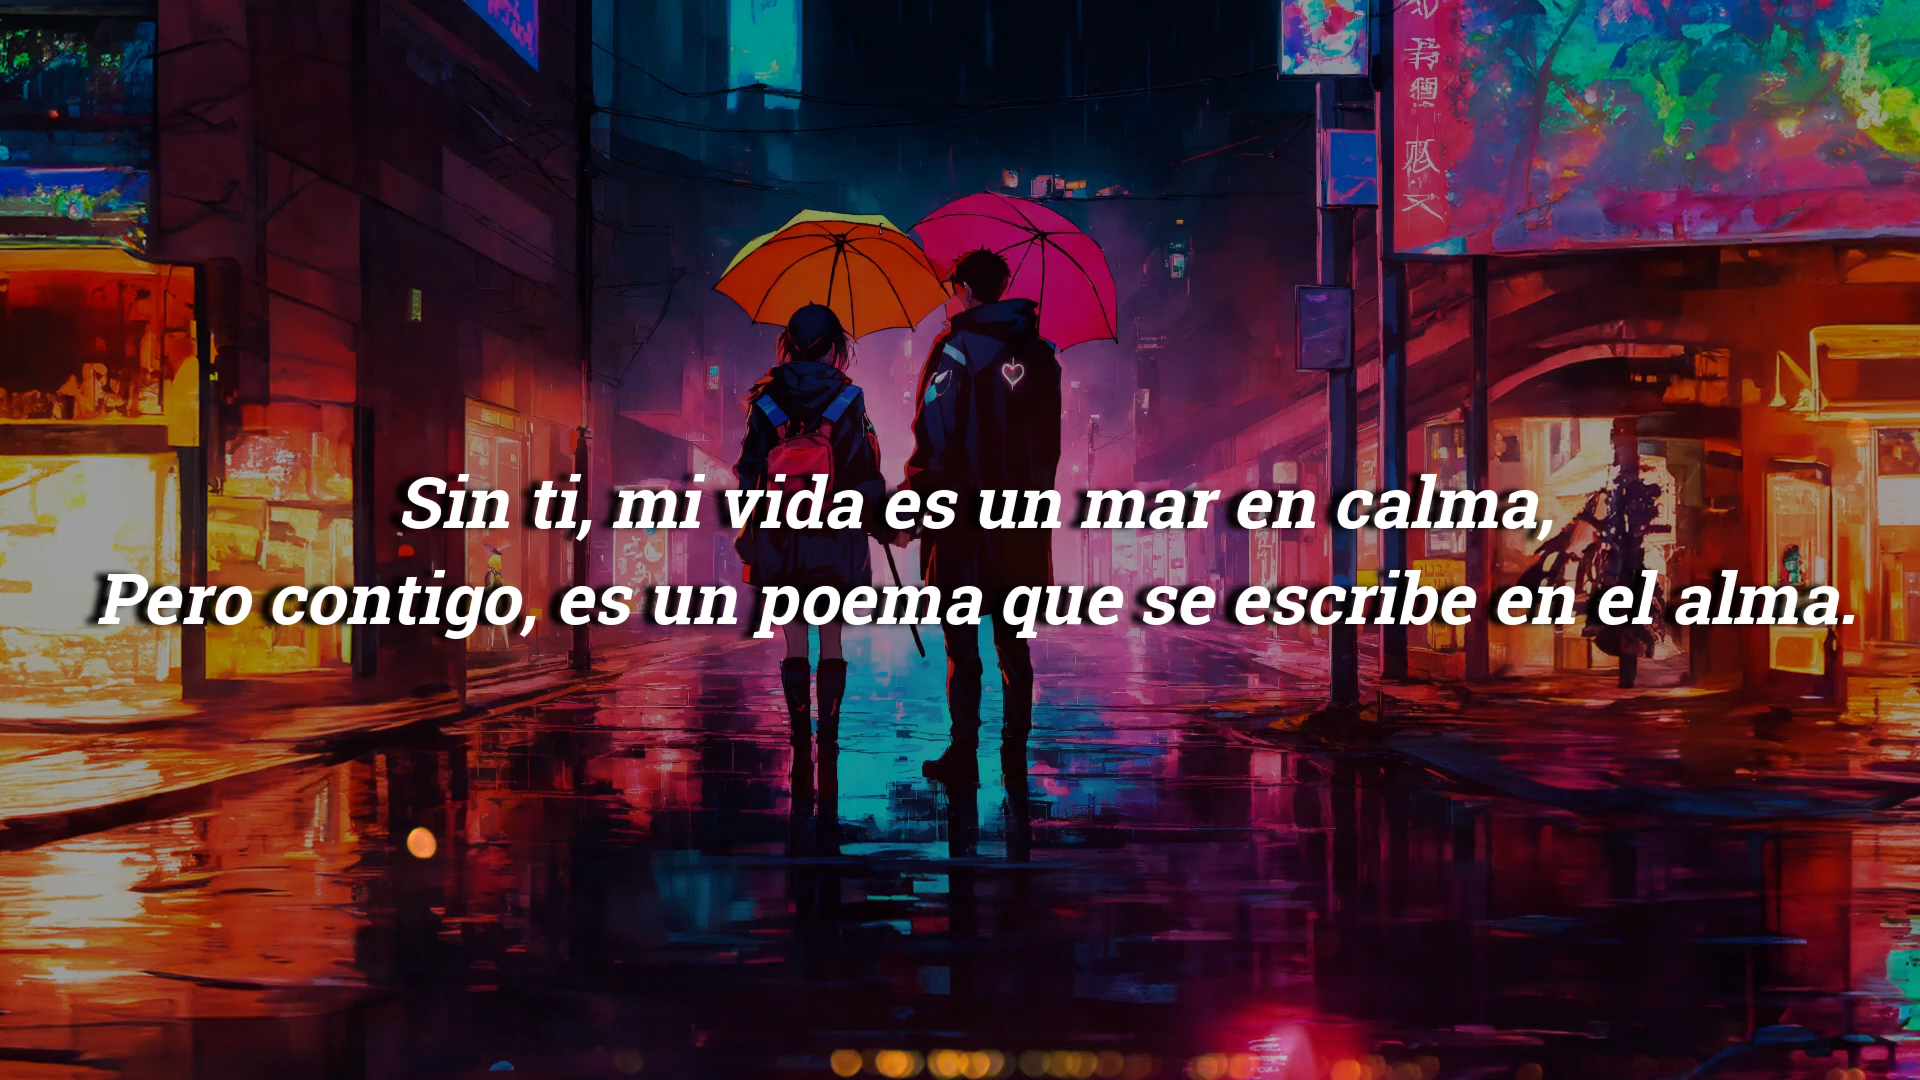 Sin ti, mi vida es un mar en calma,
Pero contigo, es un poema que se escribe en el alma.